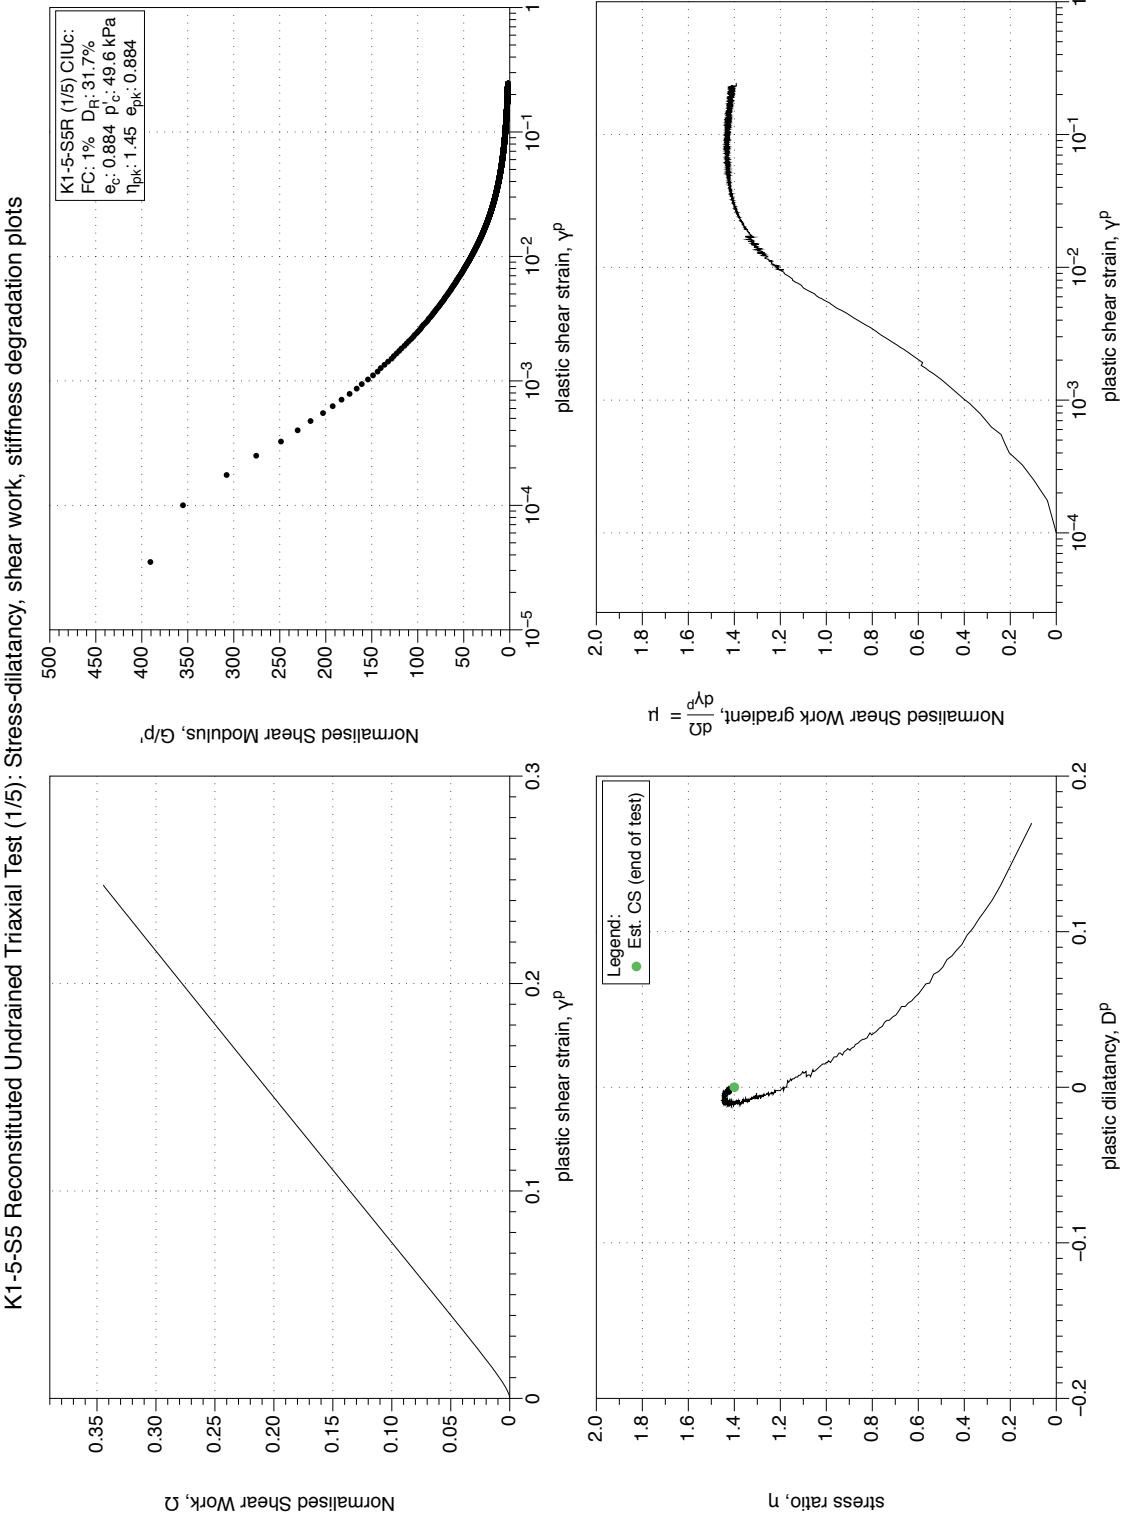 K1-5-S5 Reconstituted Undrained Triaxial Test (1/5): Stress-dilatancy, shear work, stiffness degradation plots
Normalised Shear Work, Ω
0.35
0.30
0.25
0.20
0.15
0.10
0.05
0
0 0.1 0.2 0.3
plastic shear strain, γᵖ
Normalised Shear Modulus, G/p'
500
450
400
350
300
250
200
150
100
50
0
10⁻⁵ 10⁻⁴ 10⁻³ 10⁻² 10⁻¹ 1
plastic shear strain, γᵖ
K1-5-S5R (1/5) CIUc:
FC: 1% D_R: 31.7%
e_c: 0.884 p'_c: 49.6 kPa
η_pk: 1.45 e_pk: 0.884
stress ratio, η
2.0
1.8
1.6
1.4
1.2
1.0
0.8
0.6
0.4
0.2
0
−0.2 −0.1 0 0.1 0.2
plastic dilatancy, Dᵖ
Legend:
Est. CS (end of test)
Normalised Shear Work gradient, dΩ/dγᵖ = μ
2.0
1.8
1.6
1.4
1.2
1.0
0.8
0.6
0.4
0.2
0
10⁻⁴ 10⁻³ 10⁻² 10⁻¹ 1
plastic shear strain, γᵖ